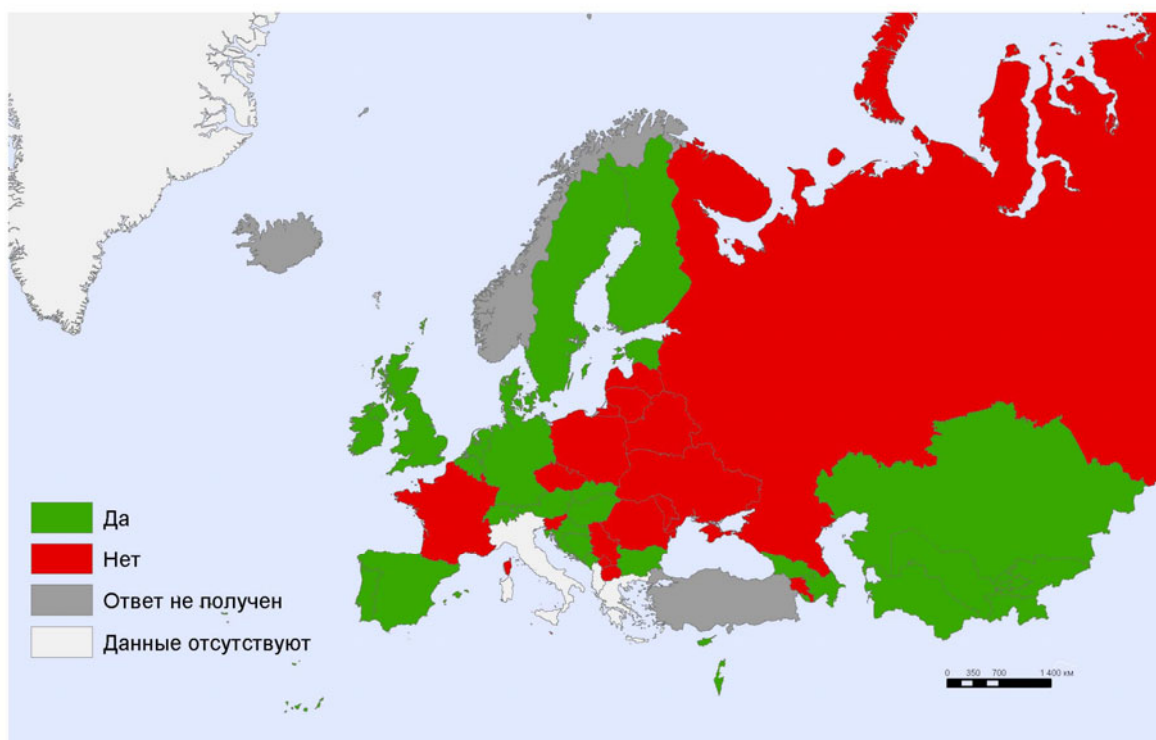 Да
Нет
Ответ не получен
Данные отсутствуют
0 350 700 1 400 км